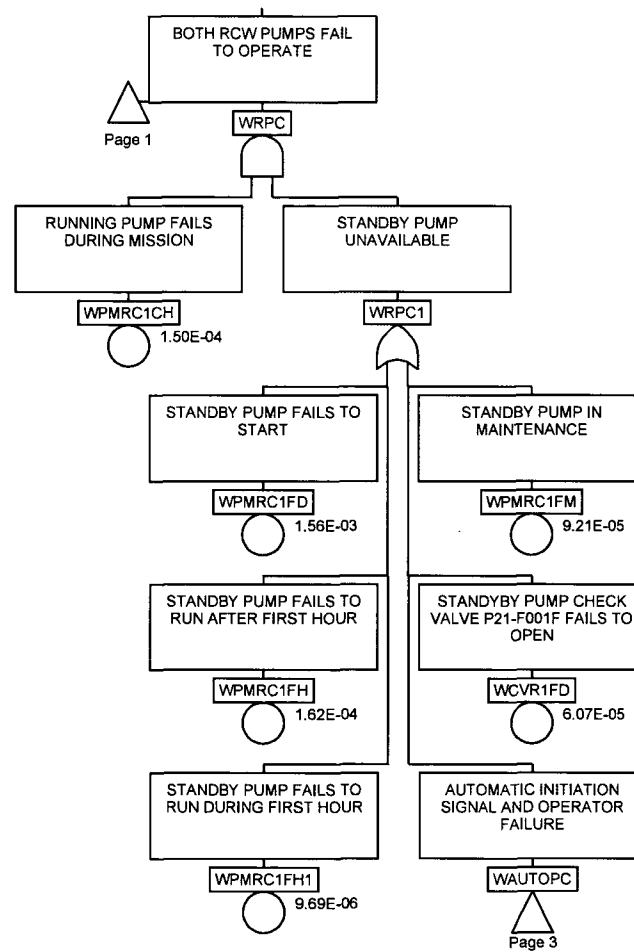 BOTH RCW PUMPS FAIL
TO OPERATE
Page 1
WRPC
RUNNING PUMP FAILS
DURING MISSION
STANDBY PUMP
UNAVAILABLE
WPMRC1CH
1.50E-04
WRPC1
STANDBY PUMP FAILS TO
START
STANDBY PUMP IN
MAINTENANCE
WPMRC1FD
1.56E-03
WPMRC1FM
9.21E-05
STANDBY PUMP FAILS TO
RUN AFTER FIRST HOUR
STANDYBY PUMP CHECK
VALVE P21-F001F FAILS TO
OPEN
WPMRC1FH
1.62E-04
WCVR1FD
6.07E-05
STANDBY PUMP FAILS TO
RUN DURING FIRST HOUR
AUTOMATIC INITIATION
SIGNAL AND OPERATOR
FAILURE
WPMRC1FH1
9.69E-06
WAUTOPC
Page 3